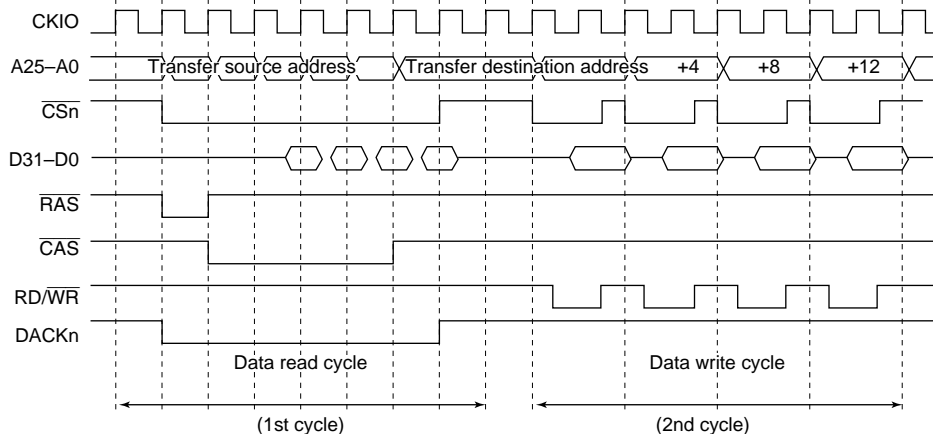 CKIO
A25–A0 Transfer source address Transfer destination address +4 +8 +12
CSn
D31–D0
RAS
CAS
RD/WR
DACKn
Data read cycle Data write cycle
(1st cycle) (2nd cycle)